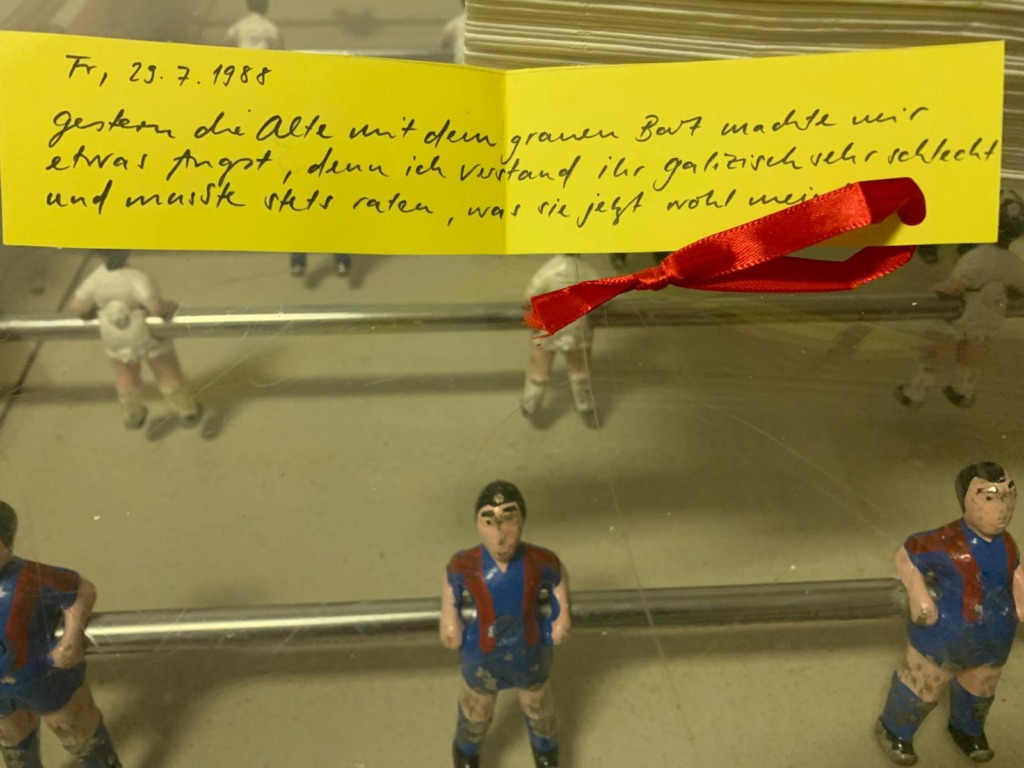 Fr, 29.7.1988
gestern die Alte mit dem grauen Bart machte mir
etwas Angst, denn ich verstand ihr galizisch sehr schlecht
und musste stets raten, was sie jetzt wohl